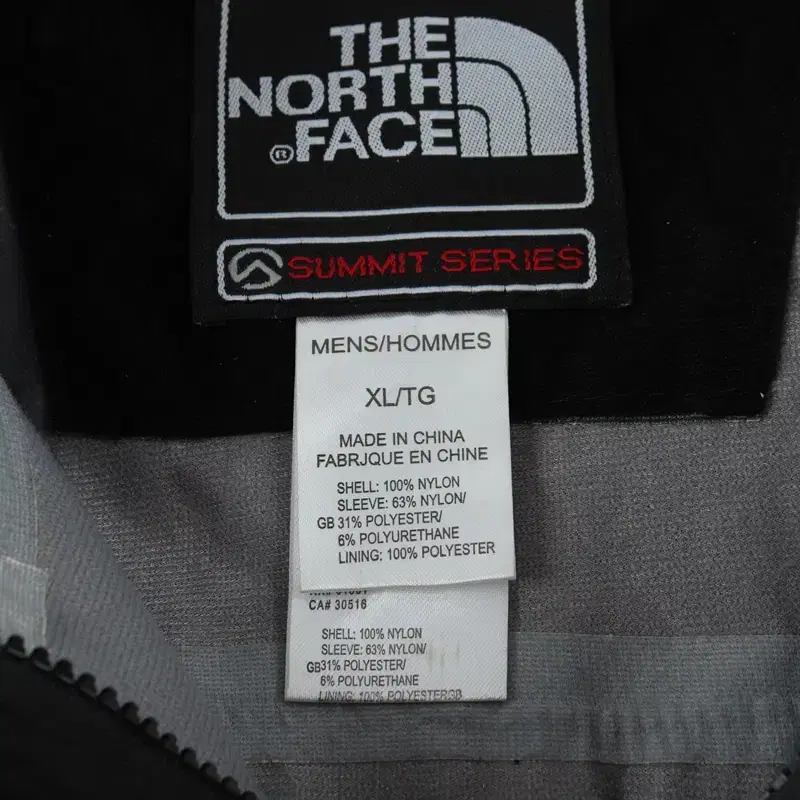 THE
NORTH
® FACE
SUMMIT SERIES
MENS/HOMMES
XL/TG
MADE IN CHINA
FABRJQUE EN CHINE
SHELL: 100% NYLON
SLEEVE: 63% NYLON/
GB 31% POLYESTER/
6% POLYURETHANE
LINING: 100% POLYESTER
CA# 30516
SHELL: 100% NYLON
SLEEVE: 63% NYLON/
GB31% POLYESTER/
6% POLYURETHANE
LINING: 100% POLYESTERGB